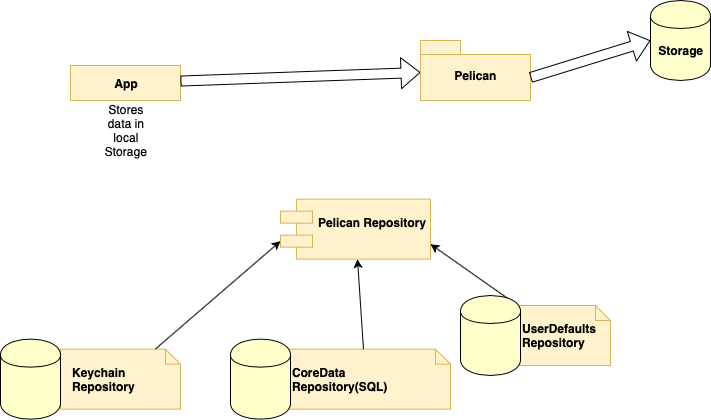 Storage
App
Pelican
Stores
data in
local
Storage
Pelican Repository
UserDefaults
Repository
Keychain
Repository
CoreData
Repository(SQL)